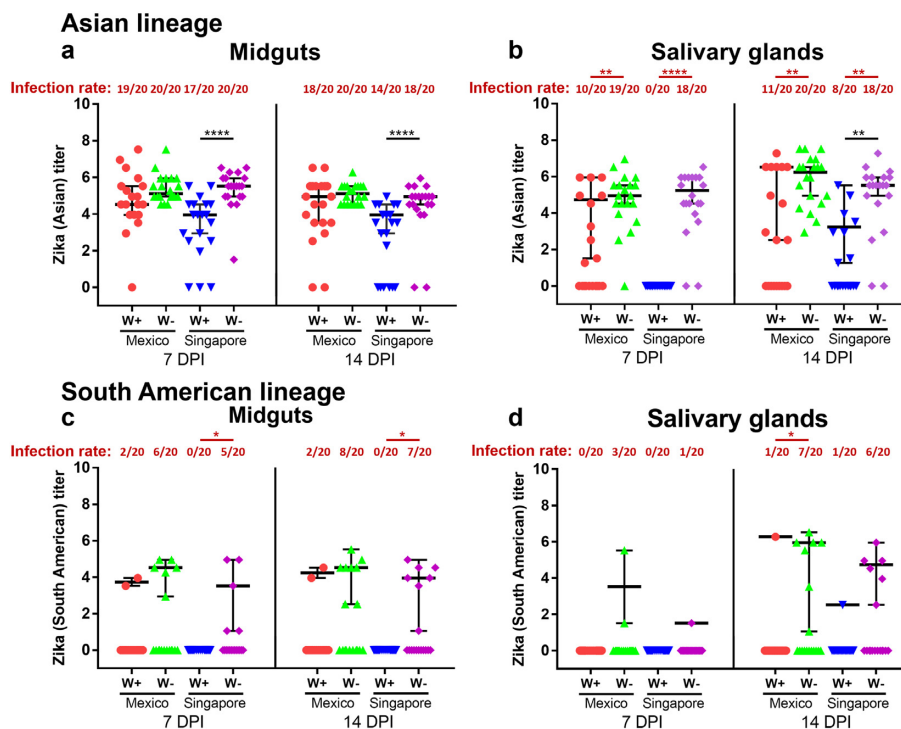 Asian lineage
a
Midguts
b
Salivary glands
** **** ** **
Infection rate: 19/20 20/20 17/20 20/20 18/20 20/20 14/20 18/20
Infection rate: 10/20 19/20 0/20 18/20 11/20 20/20 8/20 18/20
**** ****
**
Zika (Asian) titer
10
8
6
4
2
0
Zika (Asian) titer
10
8
6
4
2
0
W+ W- W+ W- W+ W- W+ W-
Mexico Singapore Mexico Singapore
7 DPI 14 DPI
W+ W- W+ W- W+ W- W+ W-
Mexico Singapore Mexico Singapore
7 DPI 14 DPI
South American lineage
c
Midguts
d
Salivary glands
* *
*
Infection rate: 2/20 6/20 0/20 5/20 2/20 8/20 0/20 7/20
Infection rate: 0/20 3/20 0/20 1/20 1/20 7/20 1/20 6/20
Zika (South American) titer
10
8
6
4
2
0
Zika (South American) titer
10
8
6
4
2
0
W+ W- W+ W- W+ W- W+ W-
Mexico Singapore Mexico Singapore
7 DPI 14 DPI
W+ W- W+ W- W+ W- W+ W-
Mexico Singapore Mexico Singapore
7 DPI 14 DPI